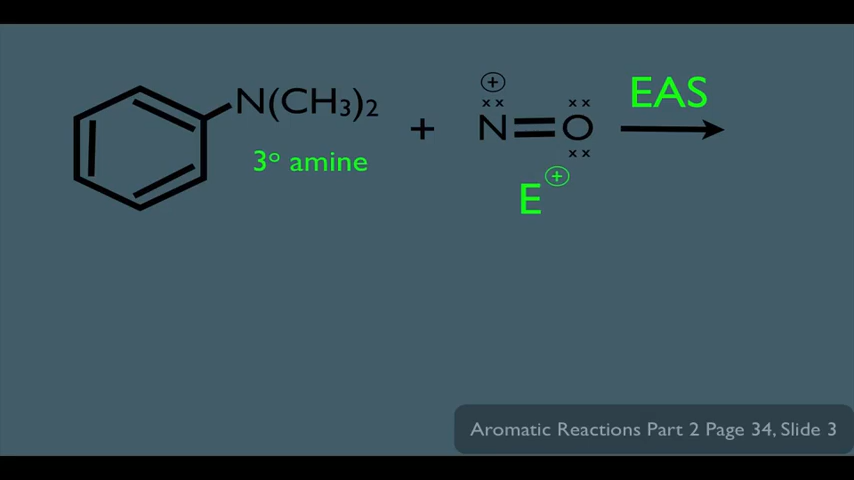 N(CH₃)₂ + N=O EAS
3° amine
E⊕
Aromatic Reactions Part 2 Page 34, Slide 3